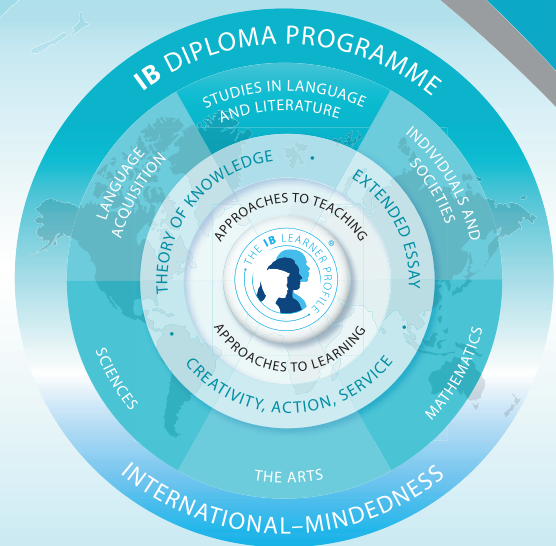 IB DIPLOMA PROGRAMME
STUDIES IN LANGUAGE
AND LITERATURE
LANGUAGE
ACQUISITION
INDIVIDUALS AND
SOCIETIES
THEORY OF KNOWLEDGE
EXTENDED ESSAY
APPROACHES TO TEACHING
THE IB LEARNER PROFILE ®
APPROACHES TO LEARNING
CREATIVITY, ACTION, SERVICE
SCIENCES
MATHEMATICS
THE ARTS
INTERNATIONAL–MINDEDNESS